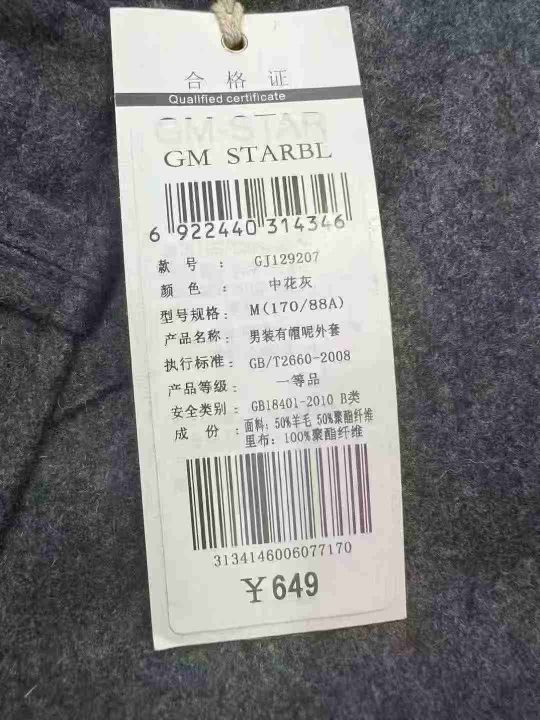 合格证
Qualified certificate
GM-STAR
GM STARBL
6 922440 314346
款号： GJ129207
颜色： 中花灰
型号规格： M(170/88A)
产品名称： 男装有帽呢外套
执行标准： GB/T2660-2008
产品等级： 一等品
安全类别： GB18401-2010 B类
成份： 面料：50%羊毛 50%聚酯纤维
里布：100%聚酯纤维
3134146006077170
￥649